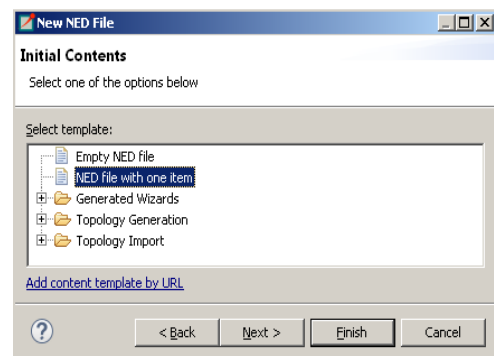 New NED File
Initial Contents
Select one of the options below
Select template:
Empty NED file
NED file with one item
Generated Wizards
Topology Generation
Topology Import
Add content template by URL
? < Back Next > Finish Cancel